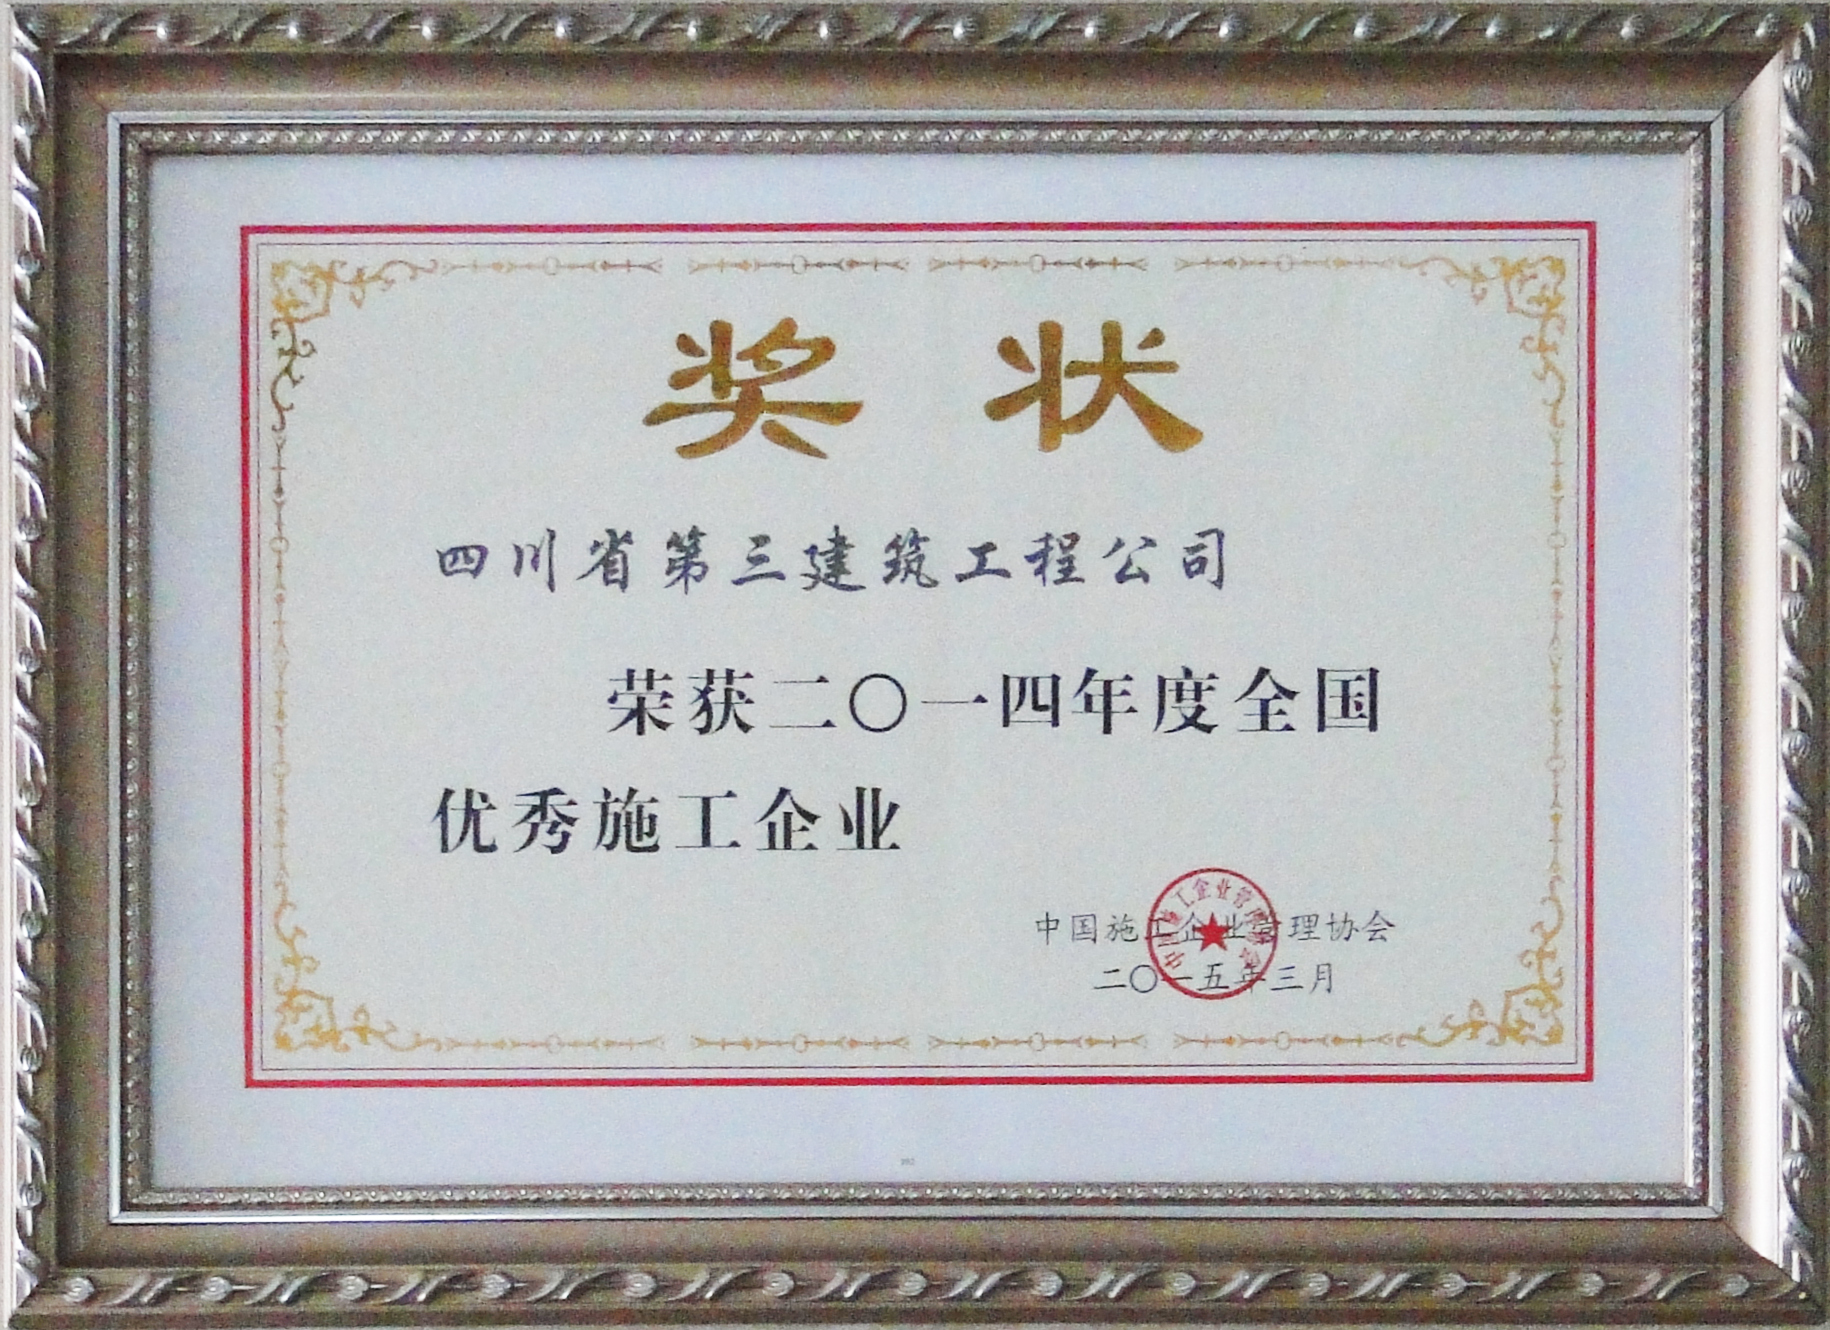 奖状
四川省第三建筑工程公司
荣获二〇一四年度全国
优秀施工企业
中国施工企业管理协会
二〇一五年三月